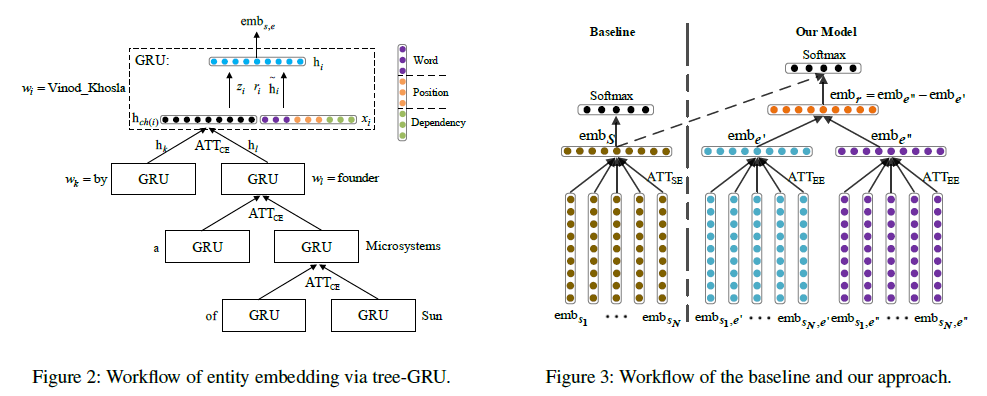 emb_{s,e}
GRU:
h_i
Word
z_i r_i h̃_i
Position
w_i = Vinod_Khosla
h_{ch(i)}
x_i
Dependency
h_k ATT_{CE} h_l
w_k = by
GRU
GRU
w_l = founder
ATT_{CE}
a
GRU
GRU
Microsystems
ATT_{CE}
of
GRU
GRU
Sun
Figure 2: Workflow of entity embedding via tree-GRU.
Baseline
Our Model
Softmax
emb_r = emb_{e''} − emb_{e'}
Softmax
emb_S
emb_{e'}
emb_{e''}
ATT_{SE}
ATT_{EE}
ATT_{EE}
emb_{s_1} ··· emb_{s_N}
emb_{s_1,e'} ··· emb_{s_N,e'}
emb_{s_1,e''} ··· emb_{s_N,e''}
Figure 3: Workflow of the baseline and our approach.